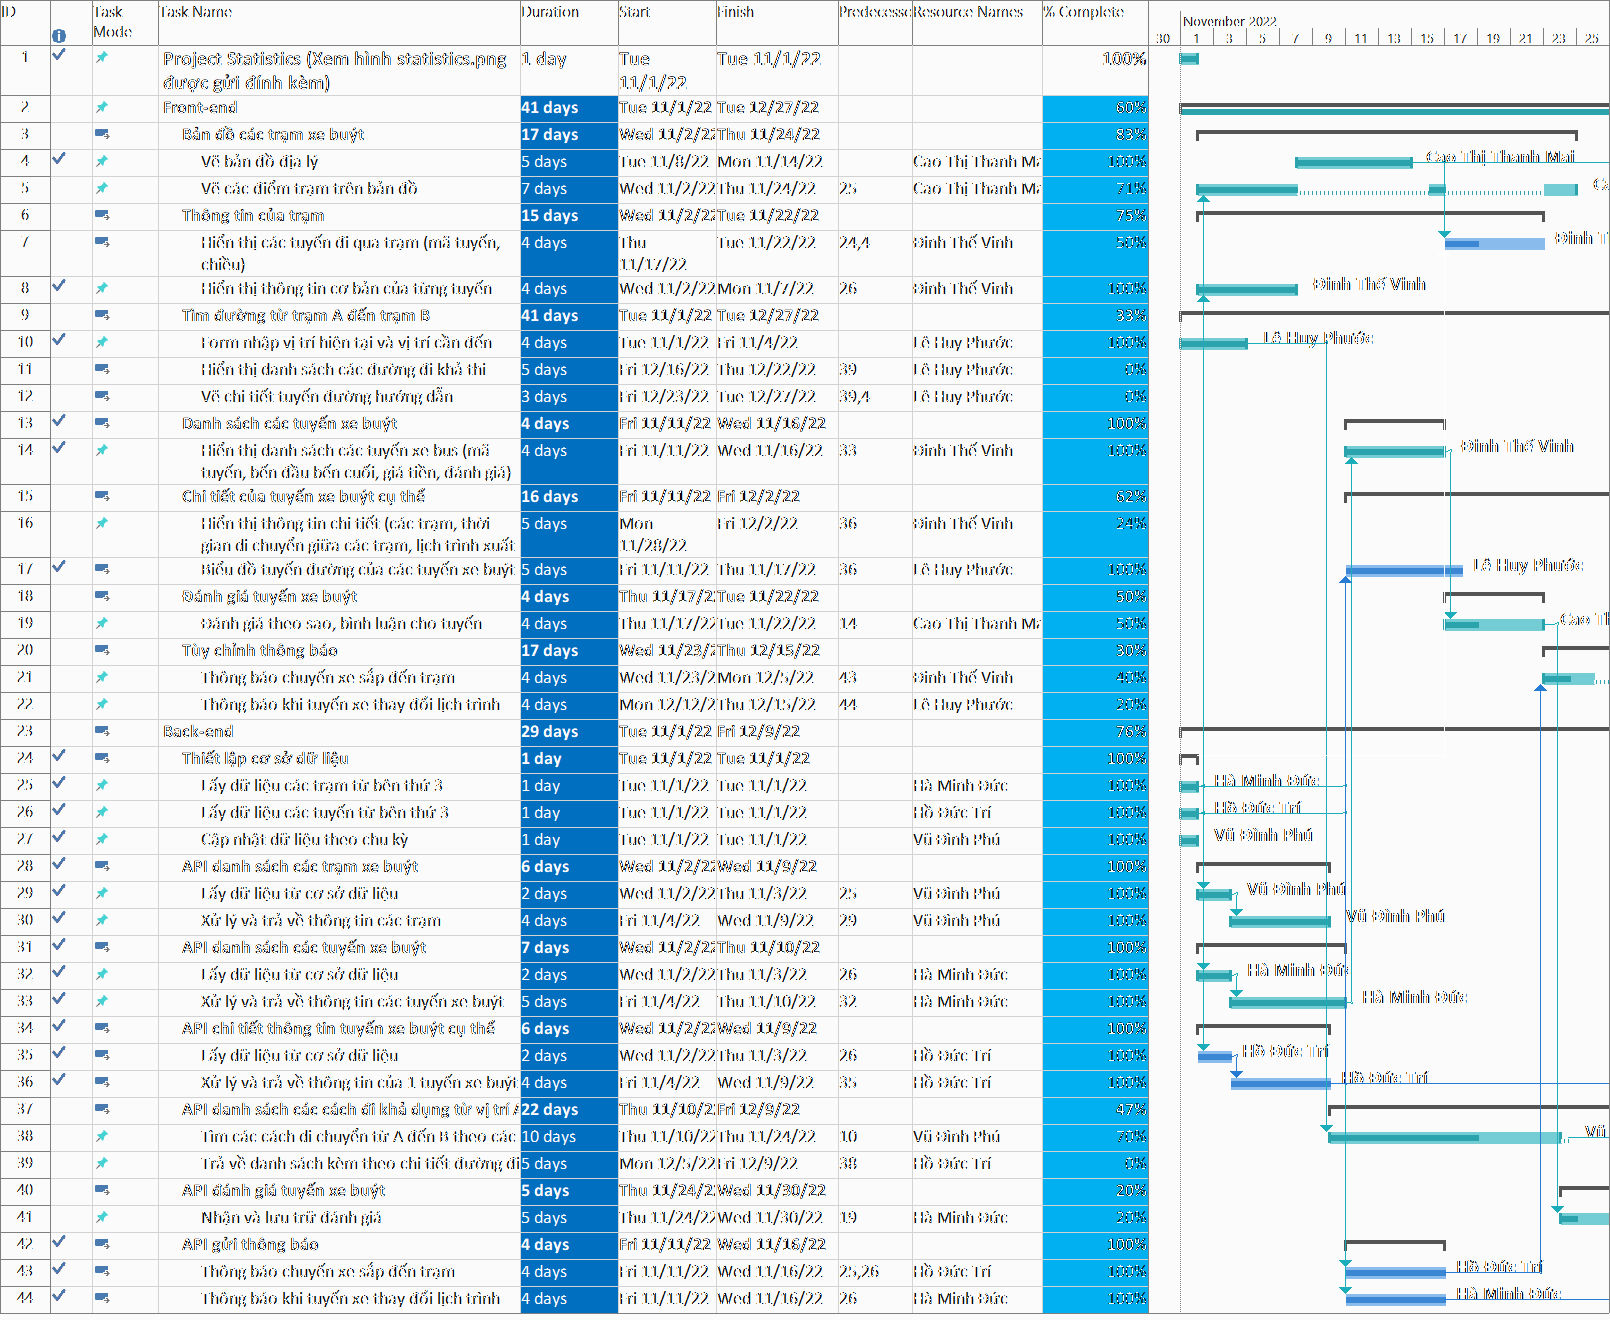 ID Task Mode Task Name Duration Start Finish Predecesso Resource Names % Complete
November 2022
30 1 3 5 7 9 11 13 15 17 19 21 23 25
1 Project Statistics (Xem hình statistics.png được gửi đính kèm) 1 day Tue 11/1/22 Tue 11/1/22 100%
2 Front-end 41 days Tue 11/1/22 Tue 12/27/22 60%
3 Bản đồ các trạm xe buýt 17 days Wed 11/2/22 Thu 11/24/22 83%
4 Vẽ bản đồ địa lý 5 days Tue 11/8/22 Mon 11/14/22 Cao Thị Thanh Ma 100% Cao Thị Thanh Mai
5 Vẽ các điểm trạm trên bản đồ 7 days Wed 11/2/22 Thu 11/24/22 25 Cao Thị Thanh Ma 71% Ca
6 Thông tin của trạm 15 days Wed 11/2/22 Tue 11/22/22 75%
7 Hiển thị các tuyến đi qua trạm (mã tuyến, chiều) 4 days Thu 11/17/22 Tue 11/22/22 24,4 Đinh Thế Vinh 50% Đinh T
8 Hiển thị thông tin cơ bản của từng tuyến 4 days Wed 11/2/22 Mon 11/7/22 26 Đinh Thế Vinh 100% Đinh Thế Vinh
9 Tìm đường từ trạm A đến trạm B 41 days Tue 11/1/22 Tue 12/27/22 33%
10 Form nhập vị trí hiện tại và vị trí cần đến 4 days Tue 11/1/22 Fri 11/4/22 Lê Huy Phước 100% Lê Huy Phước
11 Hiển thị danh sách các đường đi khả thi 5 days Fri 12/16/22 Thu 12/22/22 39 Lê Huy Phước 0%
12 Vẽ chi tiết tuyến đường hướng dẫn 3 days Fri 12/23/22 Tue 12/27/22 39,4 Lê Huy Phước 0%
13 Danh sách các tuyến xe buýt 4 days Fri 11/11/22 Wed 11/16/22 100%
14 Hiển thị danh sách các tuyến xe bus (mã tuyến, bến đầu bến cuối, giá tiền, đánh giá) 4 days Fri 11/11/22 Wed 11/16/22 33 Đinh Thế Vinh 100% Đinh Thế Vinh
15 Chi tiết của tuyến xe buýt cụ thể 16 days Fri 11/11/22 Fri 12/2/22 62%
16 Hiển thị thông tin chi tiết (các trạm, thời gian di chuyển giữa các trạm, lịch trình xuất 5 days Mon 11/28/22 Fri 12/2/22 36 Đinh Thế Vinh 24%
17 Biểu đồ tuyến đường của các tuyến xe buýt 5 days Fri 11/11/22 Thu 11/17/22 36 Lê Huy Phước 100% Lê Huy Phước
18 Đánh giá tuyến xe buýt 4 days Thu 11/17/2 Tue 11/22/22 50%
19 Đánh giá theo sao, bình luận cho tuyến 4 days Thu 11/17/22 Tue 11/22/22 14 Cao Thị Thanh Ma 50% Cao Th
20 Tùy chỉnh thông báo 17 days Wed 11/23/ Thu 12/15/22 30%
21 Thông báo chuyến xe sắp đến trạm 4 days Wed 11/23/2 Mon 12/5/22 43 Đinh Thế Vinh 40%
22 Thông báo khi tuyến xe thay đổi lịch trình 4 days Mon 12/12/2 Thu 12/15/22 44 Lê Huy Phước 20%
23 Back-end 29 days Tue 11/1/22 Fri 12/9/22 76%
24 Thiết lập cơ sở dữ liệu 1 day Tue 11/1/22 Tue 11/1/22 100%
25 Lấy dữ liệu các trạm từ bên thứ 3 1 day Tue 11/1/22 Tue 11/1/22 Hà Minh Đức 100% Hà Minh Đức
26 Lấy dữ liệu các tuyến từ bên thứ 3 1 day Tue 11/1/22 Tue 11/1/22 Hồ Đức Trí 100% Hồ Đức Trí
27 Cập nhật dữ liệu theo chu kỳ 1 day Tue 11/1/22 Tue 11/1/22 Vũ Đình Phú 100% Vũ Đình Phú
28 API danh sách các trạm xe buýt 6 days Wed 11/2/22 Wed 11/9/22 100%
29 Lấy dữ liệu từ cơ sở dữ liệu 2 days Wed 11/2/22 Thu 11/3/22 25 Vũ Đình Phú 100% Vũ Đình Phú
30 Xử lý và trả về thông tin các trạm 4 days Fri 11/4/22 Wed 11/9/22 29 Vũ Đình Phú 100% Vũ Đình Phú
31 API danh sách các tuyến xe buýt 7 days Wed 11/2/22 Thu 11/10/22 100%
32 Lấy dữ liệu từ cơ sở dữ liệu 2 days Wed 11/2/22 Thu 11/3/22 26 Hà Minh Đức 100% Hà Minh Đức
33 Xử lý và trả về thông tin các tuyến xe buýt 5 days Fri 11/4/22 Thu 11/10/22 32 Hà Minh Đức 100% Hà Minh Đức
34 API chi tiết thông tin tuyến xe buýt cụ thể 6 days Wed 11/2/22 Wed 11/9/22 100%
35 Lấy dữ liệu từ cơ sở dữ liệu 2 days Wed 11/2/22 Thu 11/3/22 26 Hồ Đức Trí 100% Hồ Đức Trí
36 Xử lý và trả về thông tin của 1 tuyến xe buýt 4 days Fri 11/4/22 Wed 11/9/22 35 Hồ Đức Trí 100% Hồ Đức Trí
37 API danh sách các cách đi khả dụng từ vị trí A 22 days Thu 11/10/2 Fri 12/9/22 47%
38 Tìm các cách di chuyển từ A đến B theo các 10 days Thu 11/10/22 Thu 11/24/22 10 Vũ Đình Phú 70% Vũ
39 Trả về danh sách kèm theo chi tiết đường đi 5 days Mon 12/5/22 Fri 12/9/22 38 Hồ Đức Trí 0%
40 API đánh giá tuyến xe buýt 5 days Thu 11/24/2 Wed 11/30/22 20%
41 Nhận và lưu trữ đánh giá 5 days Thu 11/24/22 Wed 11/30/22 19 Hà Minh Đức 20%
42 API gửi thông báo 4 days Fri 11/11/22 Wed 11/16/22 100%
43 Thông báo chuyến xe sắp đến trạm 4 days Fri 11/11/22 Wed 11/16/22 25,26 Hồ Đức Trí 100% Hồ Đức Trí
44 Thông báo khi tuyến xe thay đổi lịch trình 4 days Fri 11/11/22 Wed 11/16/22 26 Hà Minh Đức 100% Hà Minh Đức